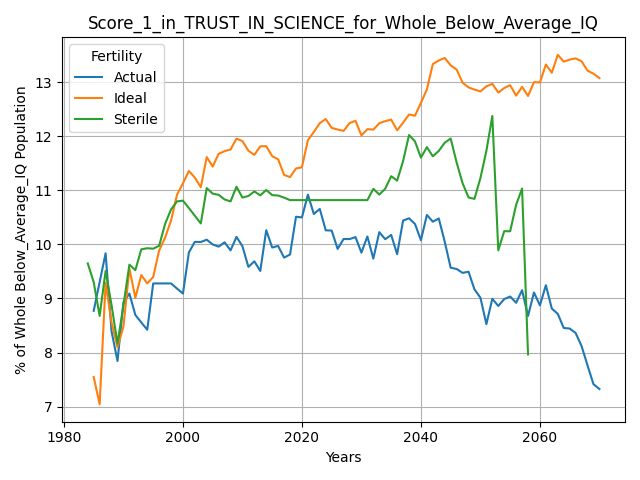 Score_1_in_TRUST_IN_SCIENCE_for_Whole_Below_Average_IQ
Fertility
Actual
Ideal
Sterile
% of Whole Below_Average_IQ Population
13
12
11
10
9
8
7
1980
2000
2020
2040
2060
Years